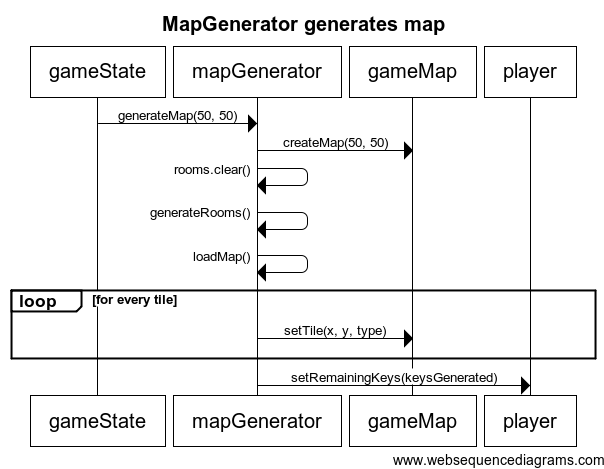 MapGenerator generates map
gameState mapGenerator gameMap player
generateMap(50, 50)
createMap(50, 50)
rooms.clear()
generateRooms()
loadMap()
loop [for every tile]
setTile(x, y, type)
setRemainingKeys(keysGenerated)
gameState mapGenerator gameMap player
www.websequencediagrams.com